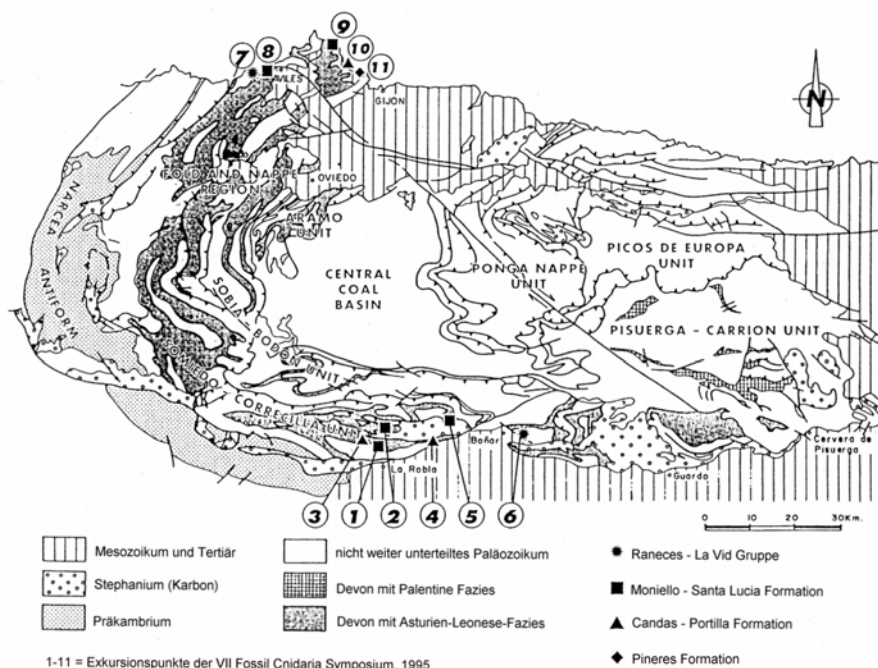 9
10
7 8
11
AVILES
GIJON
N
FOLD AND NAPPE
REGION
OVIEDO
NARCEA
ANTIFORM
ARAMO
UNIT
CENTRAL
COAL
BASIN
PONGA NAPPE
UNIT
PICOS DE EUROPA
UNIT
PISUERGA - CARRION UNIT
SOBIA - BODON UNIT
CORRECILLA UNIT
La Robla
Boñar
Guardo
Cervera de
Pisuerga
3 1 2 4 5 6
0 10 20 30Km.
Mesozoikum und Tertiär
Stephanium (Karbon)
Präkambrium
nicht weiter unterteiltes Paläozoikum
Devon mit Palentine Fazies
Devon mit Asturien-Leonese-Fazies
Raneces - La Vid Gruppe
Moniello - Santa Lucia Formation
Candas - Portilla Formation
Pineres Formation
1-11 = Exkursionspunkte der VII Fossil Cnidaria Symposium, 1995